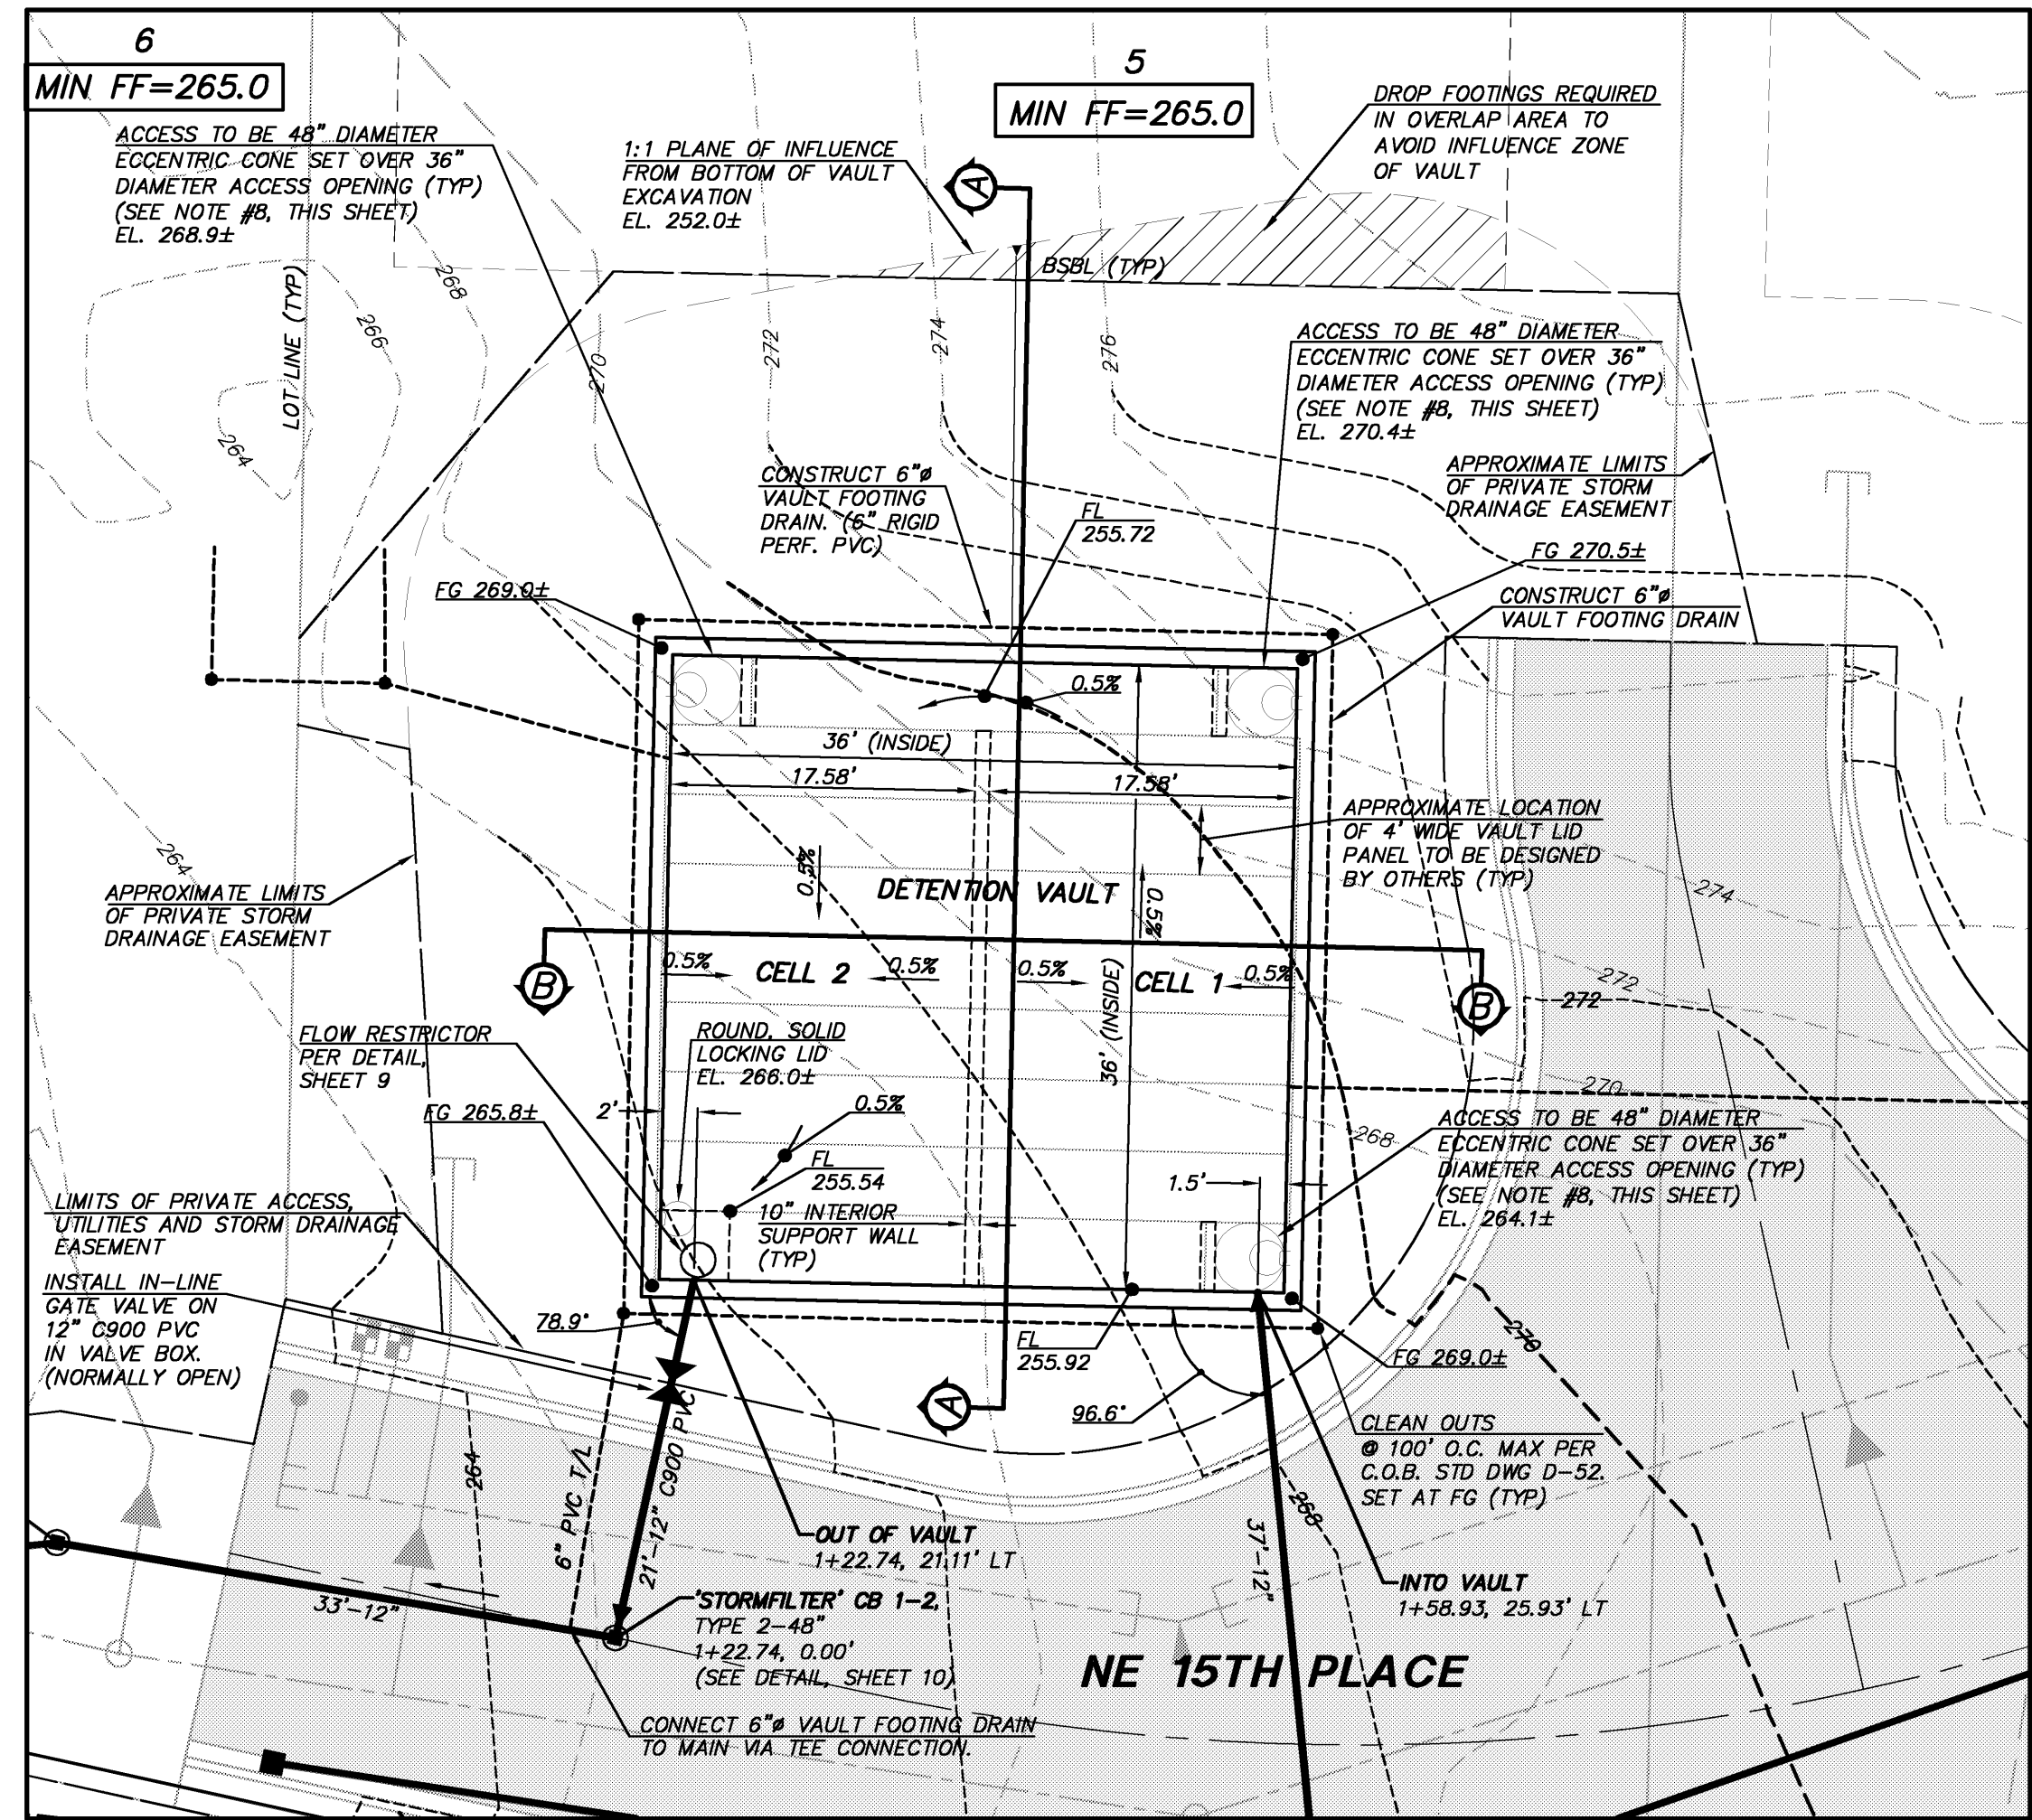 6
MIN FF=265.0
5
MIN FF=265.0
ACCESS TO BE 48" DIAMETER
ECCENTRIC CONE SET OVER 36"
DIAMETER ACCESS OPENING (TYP)
(SEE NOTE #8, THIS SHEET)
EL. 268.9±
1:1 PLANE OF INFLUENCE
FROM BOTTOM OF VAULT
EXCAVATION
EL. 252.0±
A
DROP FOOTINGS REQUIRED
IN OVERLAP AREA TO
AVOID INFLUENCE ZONE
OF VAULT
BSBL (TYP)
LOT LINE (TYP)
268
266
264
270
272
274
276
ACCESS TO BE 48" DIAMETER
ECCENTRIC CONE SET OVER 36"
DIAMETER ACCESS OPENING (TYP)
(SEE NOTE #8, THIS SHEET)
EL. 270.4±
APPROXIMATE LIMITS
OF PRIVATE STORM
DRAINAGE EASEMENT
CONSTRUCT 6"ø
VAULT FOOTING
DRAIN. (6" RIGID
PERF. PVC)
FL
255.72
FG 270.5±
FG 269.0±
CONSTRUCT 6"ø
VAULT FOOTING DRAIN
0.5%
36' (INSIDE)
17.58'
17.58'
APPROXIMATE LOCATION
OF 4' WIDE VAULT LID
PANEL TO BE DESIGNED
BY OTHERS (TYP)
264
0.5%
DETENTION VAULT
0.5%
274
APPROXIMATE LIMITS
OF PRIVATE STORM
DRAINAGE EASEMENT
B
0.5%
CELL 2
0.5%
0.5%
CELL 1
0.5%
B
272
272
36' (INSIDE)
FLOW RESTRICTOR
PER DETAIL,
SHEET 9
ROUND, SOLID
LOCKING LID
EL. 266.0±
270
268
FG 265.8±
2'
0.5%
FL
255.54
10" INTERIOR
SUPPORT WALL
(TYP)
1.5'
ACCESS TO BE 48" DIAMETER
ECCENTRIC CONE SET OVER 36"
DIAMETER ACCESS OPENING (TYP)
(SEE NOTE #8, THIS SHEET)
EL. 264.1±
LIMITS OF PRIVATE ACCESS,
UTILITIES AND STORM DRAINAGE
EASEMENT
INSTALL IN-LINE
GATE VALVE ON
12" C900 PVC
IN VALVE BOX.
(NORMALLY OPEN)
78.9°
FL
255.92
270
FG 269.0±
A
96.6°
CLEAN OUTS
@ 100' O.C. MAX PER
C.O.B. STD DWG D-52.
SET AT FG (TYP)
264
6" PVC T/L
21'-12" C900 PVC
268
37'-12"
OUT OF VAULT
1+22.74, 21.11' LT
INTO VAULT
1+58.93, 25.93' LT
33'-12"
'STORMFILTER' CB 1-2,
TYPE 2-48"
1+22.74, 0.00'
(SEE DETAIL, SHEET 10)
NE 15TH PLACE
CONNECT 6"ø VAULT FOOTING DRAIN
TO MAIN VIA TEE CONNECTION.